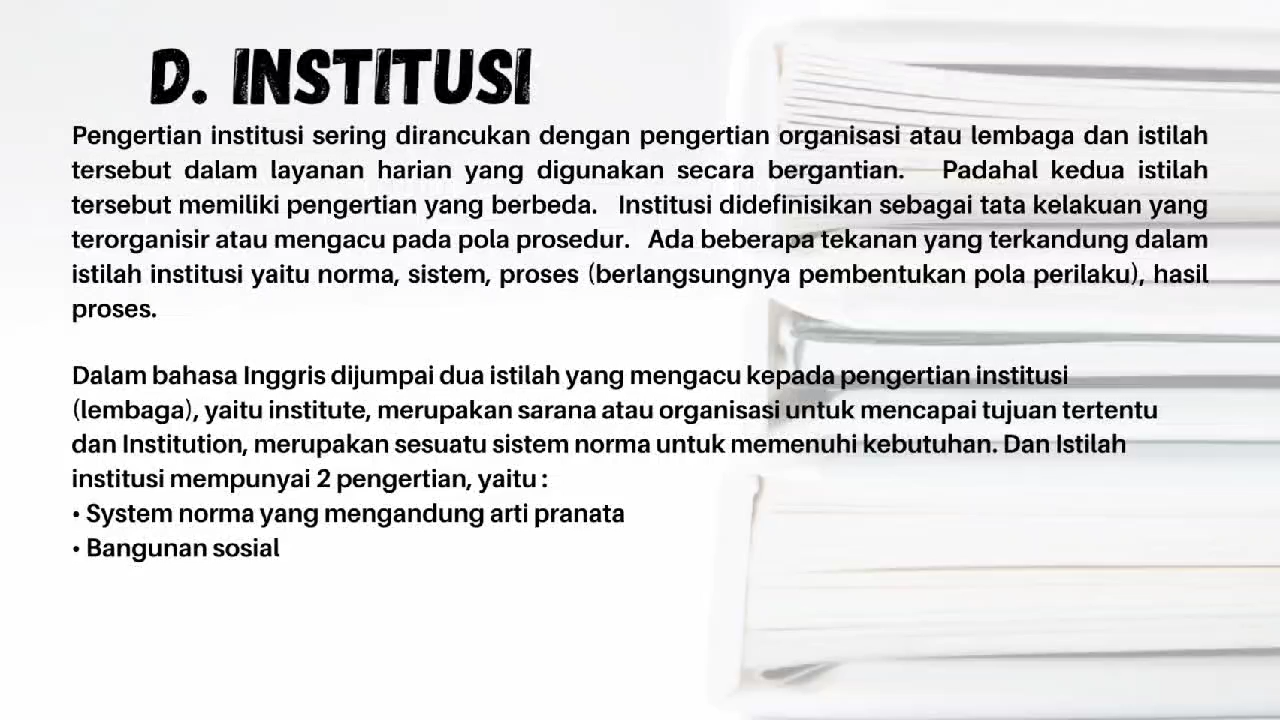 D. INSTITUSI
Pengertian institusi sering dirancukan dengan pengertian organisasi atau lembaga dan istilah
tersebut dalam layanan harian yang digunakan secara bergantian. Padahal kedua istilah
tersebut memiliki pengertian yang berbeda. Institusi didefinisikan sebagai tata kelakuan yang
terorganisir atau mengacu pada pola prosedur. Ada beberapa tekanan yang terkandung dalam
istilah institusi yaitu norma, sistem, proses (berlangsungnya pembentukan pola perilaku), hasil
proses.
Dalam bahasa Inggris dijumpai dua istilah yang mengacu kepada pengertian institusi
(lembaga), yaitu institute, merupakan sarana atau organisasi untuk mencapai tujuan tertentu
dan Institution, merupakan sesuatu sistem norma untuk memenuhi kebutuhan. Dan Istilah
institusi mempunyai 2 pengertian, yaitu :
• System norma yang mengandung arti pranata
• Bangunan sosial